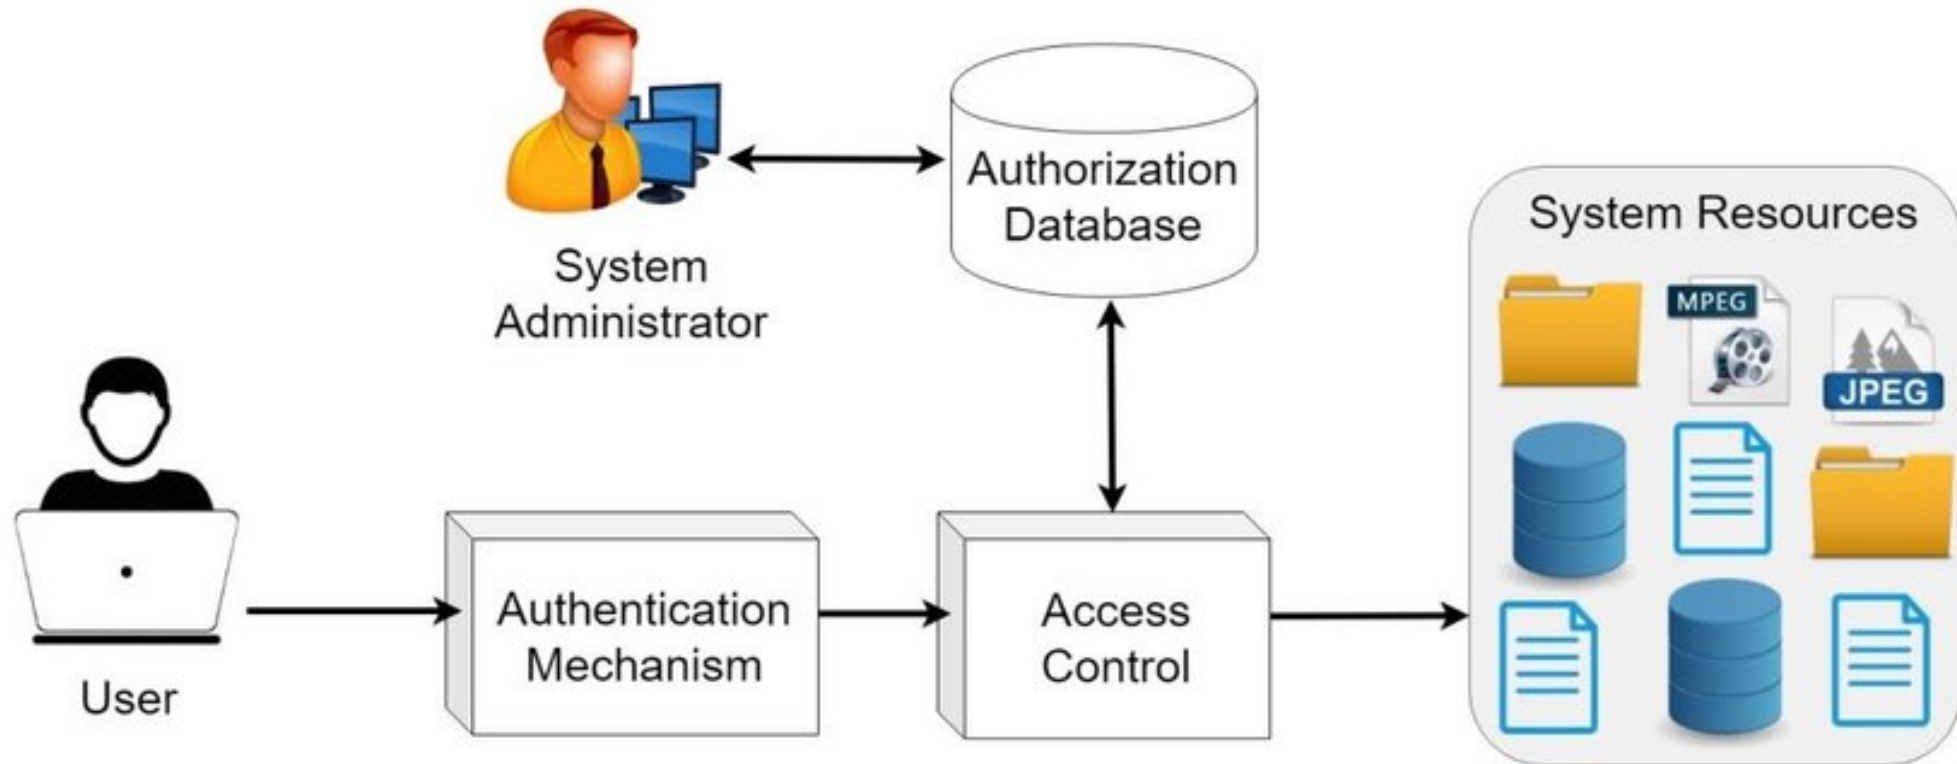 System
Administrator
Authorization
Database
System Resources
MPEG
JPEG
User
Authentication
Mechanism
Access
Control